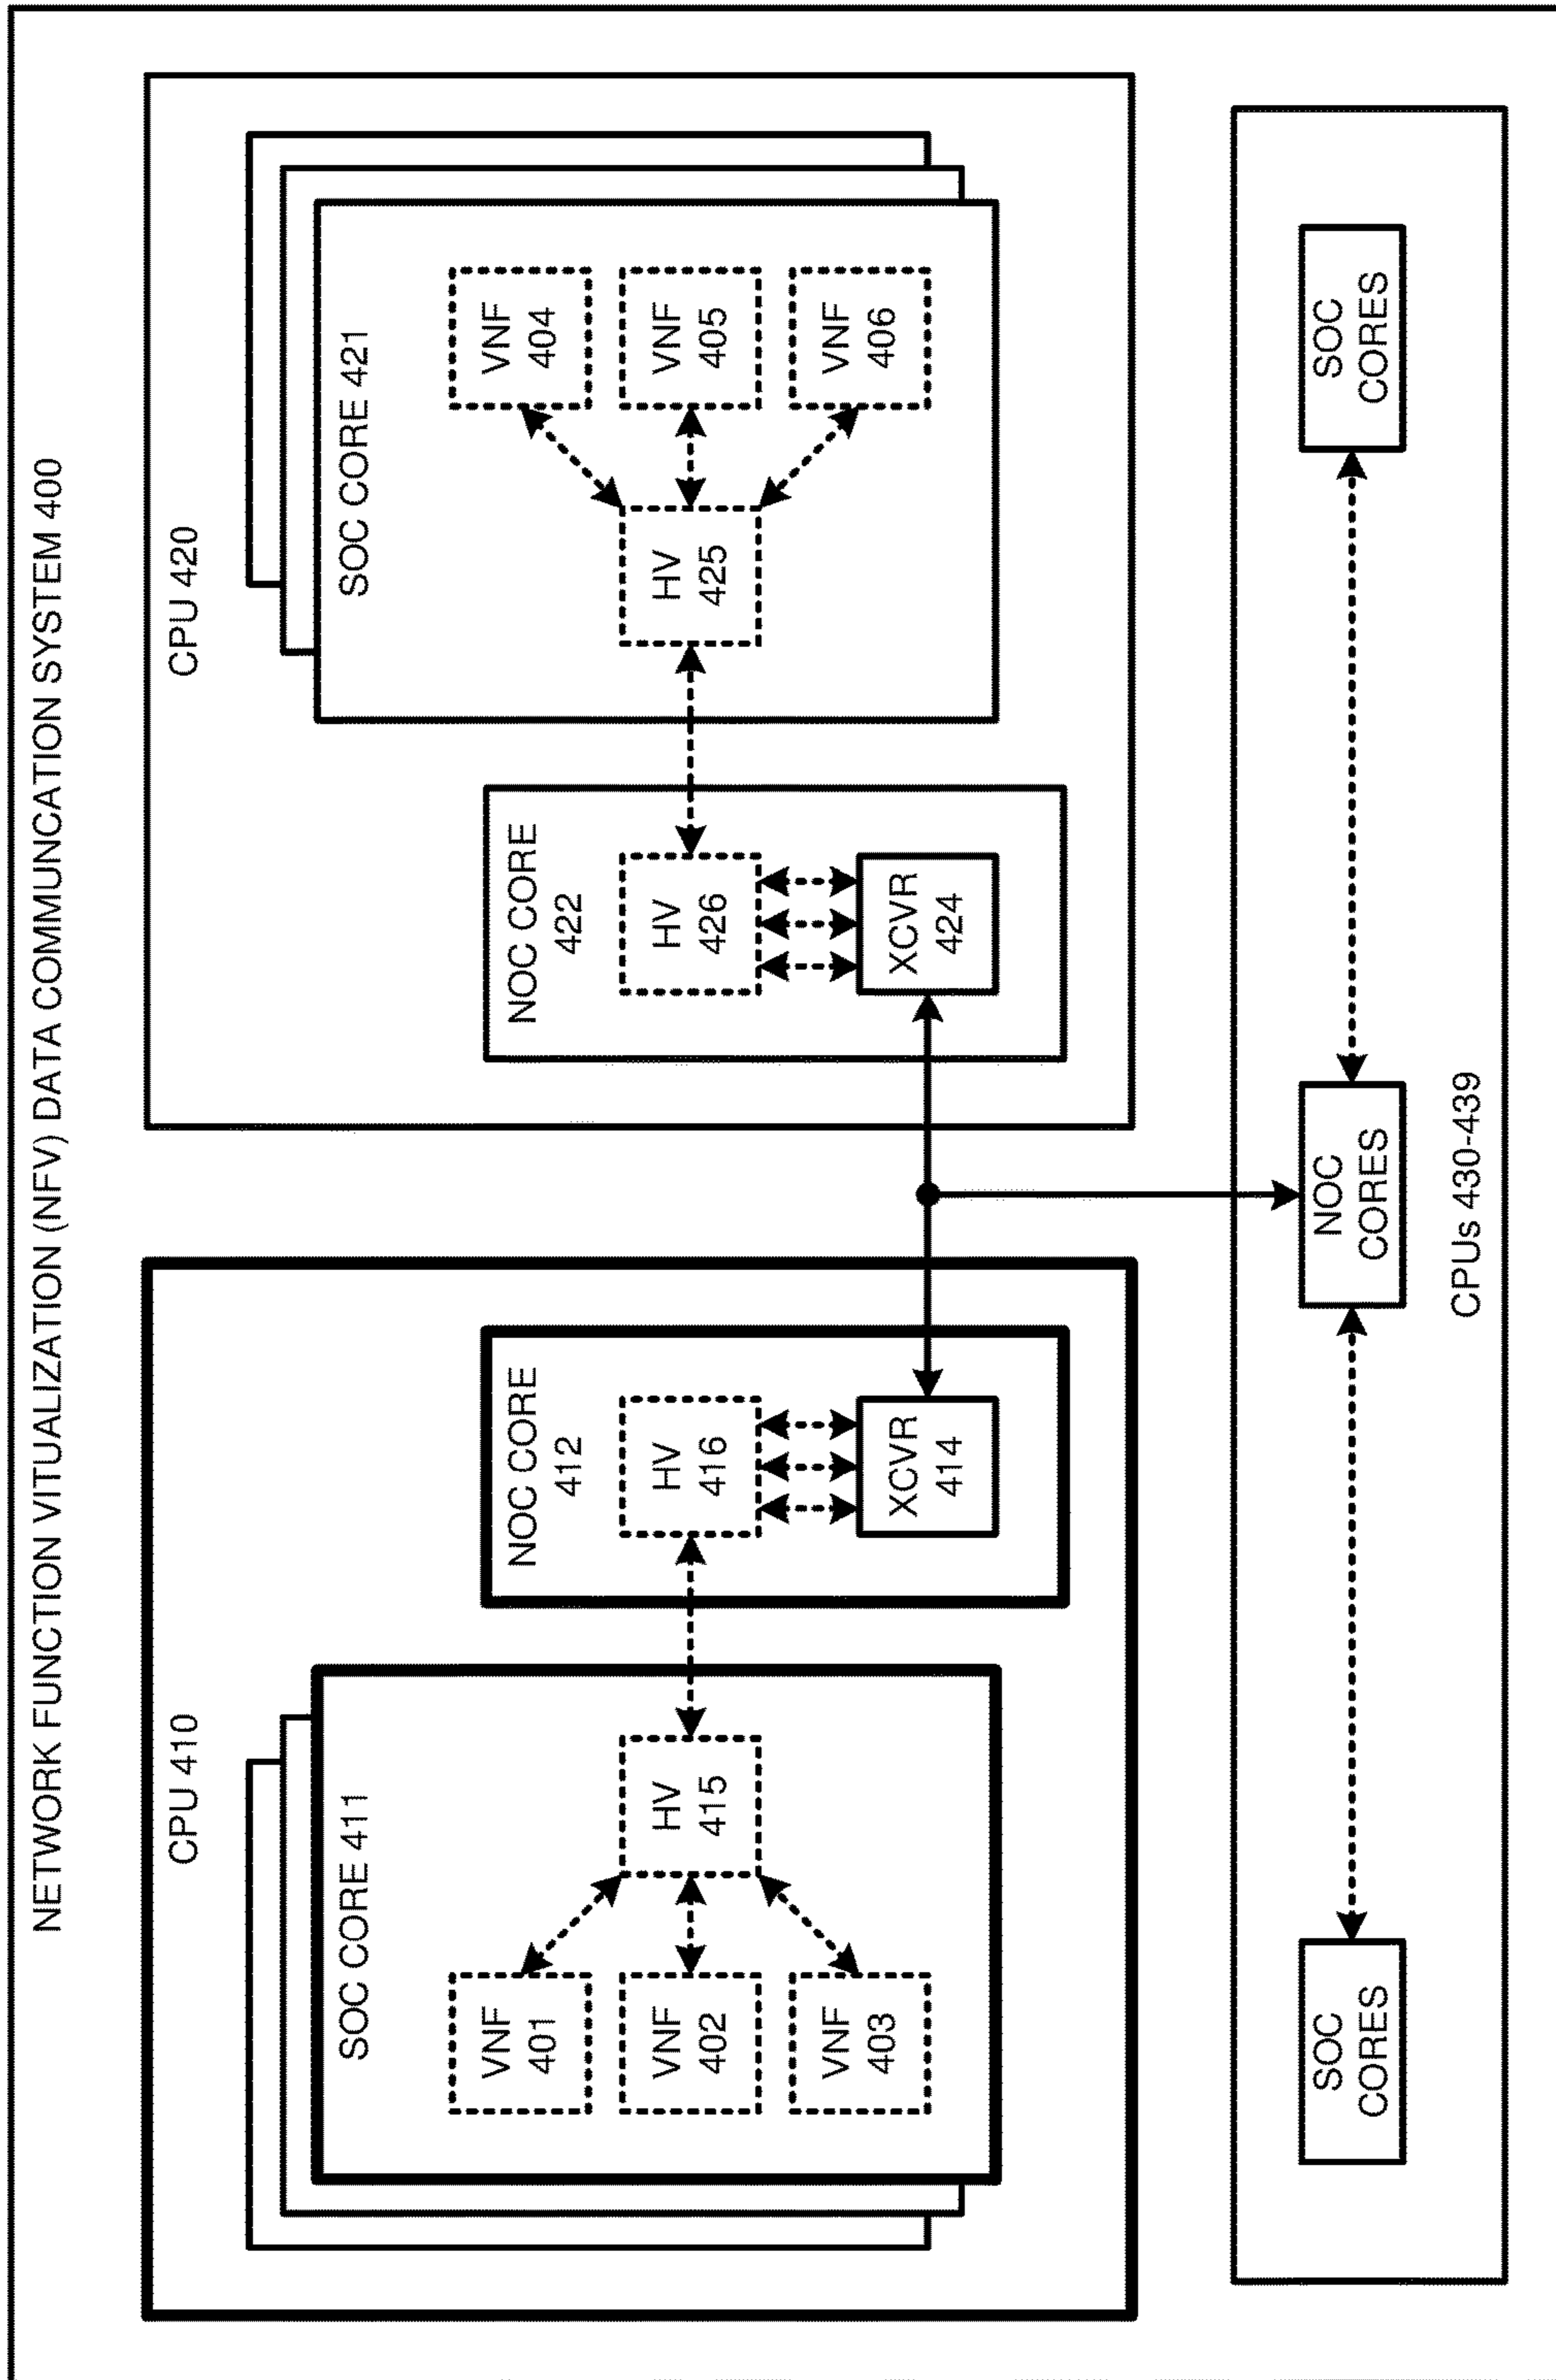 NETWORK FUNCTION VITUALIZATION (NFV) DATA COMMUNCATION SYSTEM 400
CPU 410
SOC CORE 411
VNF
401
VNF
402
VNF
403
HV
415
NOC CORE
412
HV
416
XCVR
414
CPU 420
NOC CORE
422
HV
426
XCVR
424
SOC CORE 421
HV
425
VNF
404
VNF
405
VNF
406
SOC
CORES
NOC
CORES
SOC
CORES
CPUs 430-439